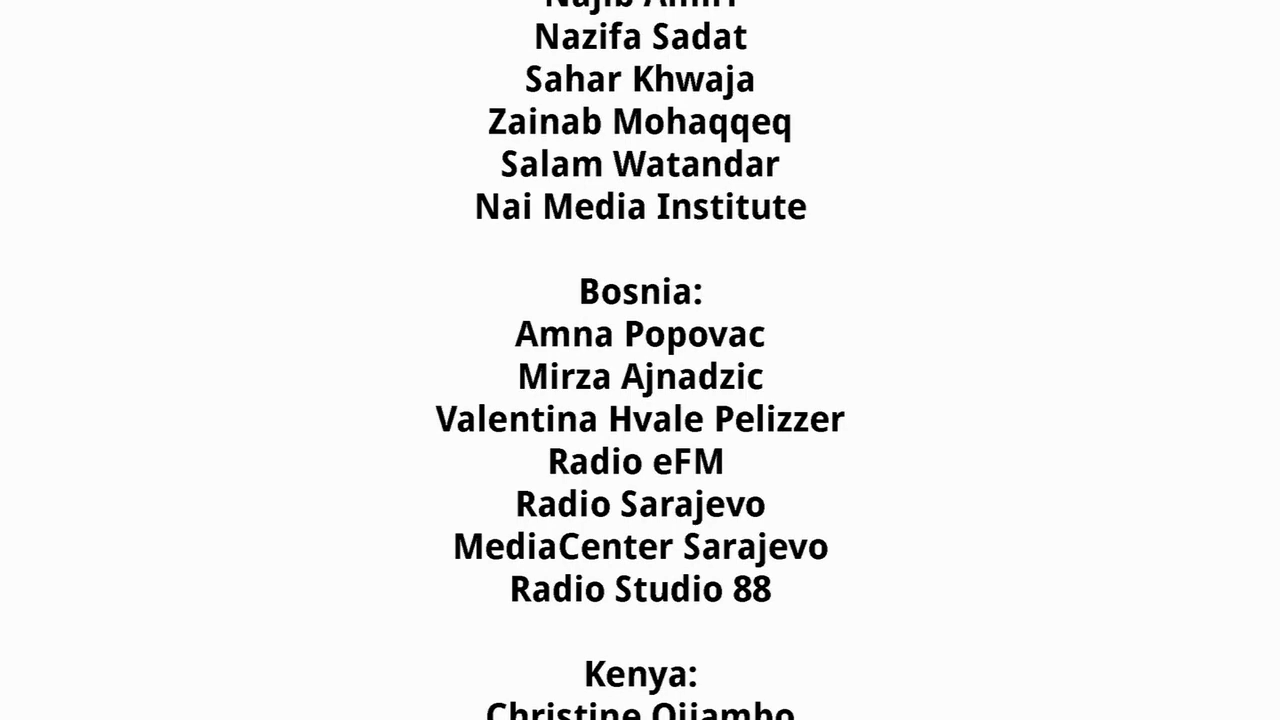 Nazifa Sadat
Sahar Khwaja
Zainab Mohaqqeq
Salam Watandar
Nai Media Institute
Bosnia:
Amna Popovac
Mirza Ajnadzic
Valentina Hvale Pelizzer
Radio eFM
Radio Sarajevo
MediaCenter Sarajevo
Radio Studio 88
Kenya:
Christine